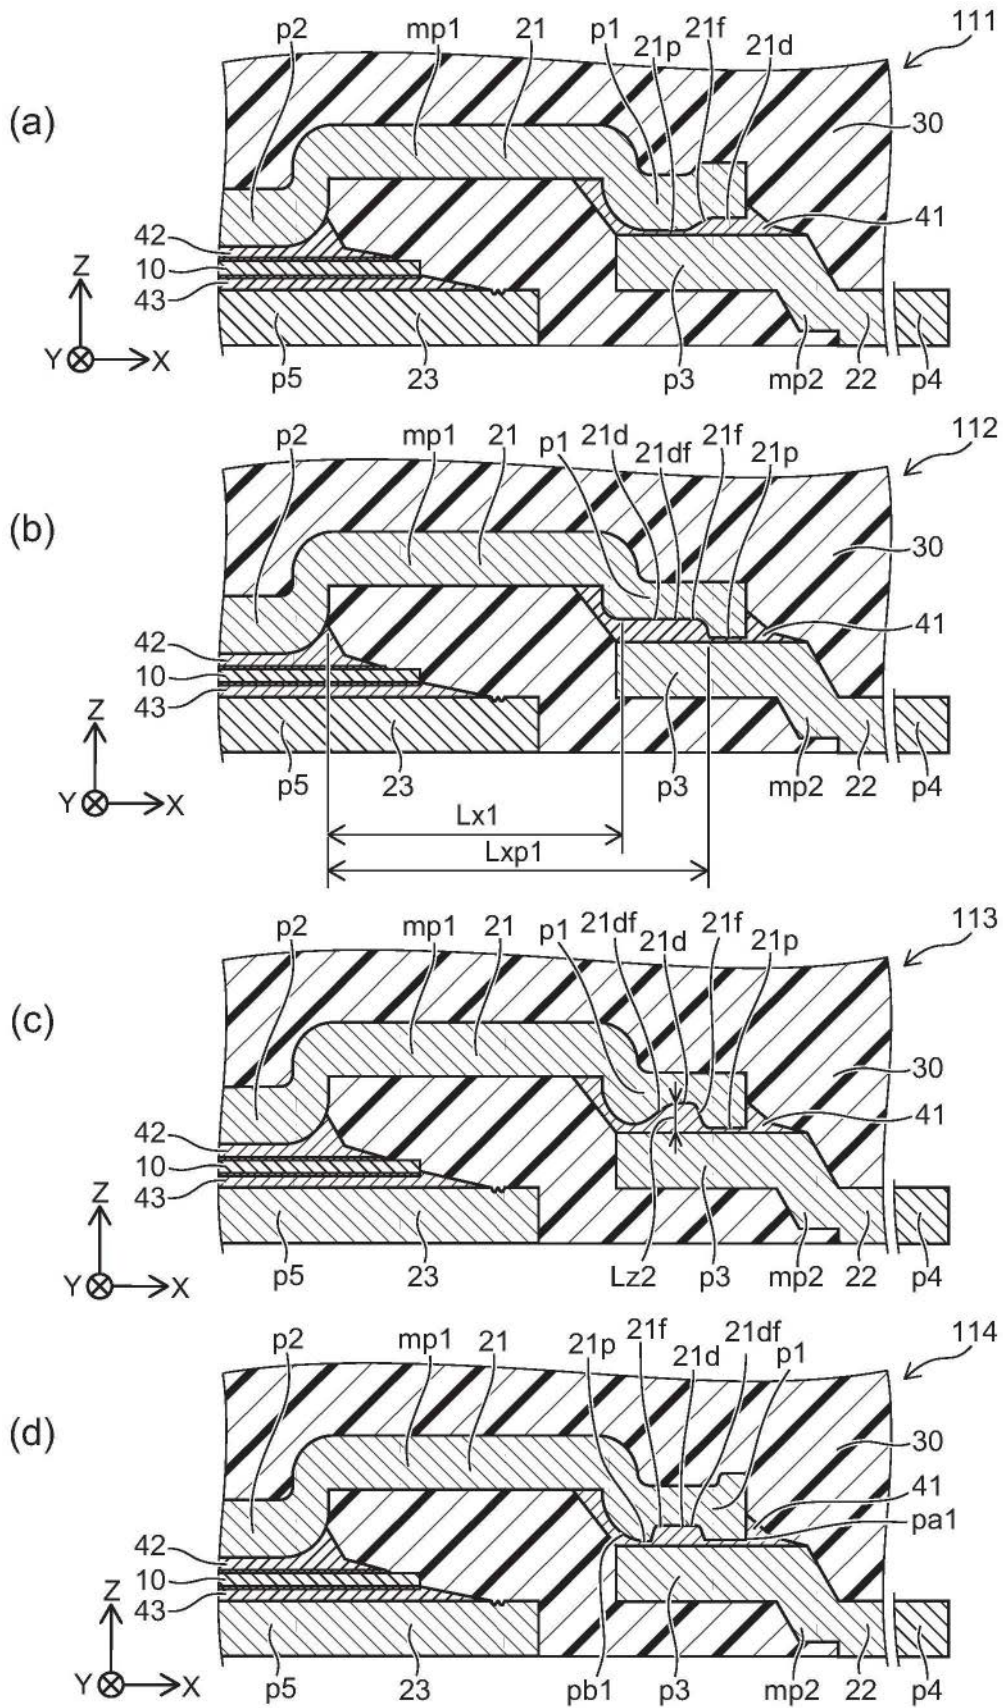 p2 mp1 21 p1 21p 21f 21d 111
(a)
30
42
41
10
43
Z
Y X
p5 23 p3 mp2 22 p4
p2 mp1 21 p1 21d 21df 21f 21p 112
(b)
30
42
41
10
43
Z
Y X
p5 23 p3 mp2 22 p4
Lx1
Lxp1
p2 mp1 21 p1 21df 21d 21f 21p 113
(c)
30
42
41
10
43
Z
Y X
p5 23 Lz2 p3 mp2 22 p4
p2 mp1 21 21p 21f 21d 21df p1 114
(d)
30
41
pa1
42
10
43
Z
Y X
p5 23 pb1 p3 mp2 22 p4